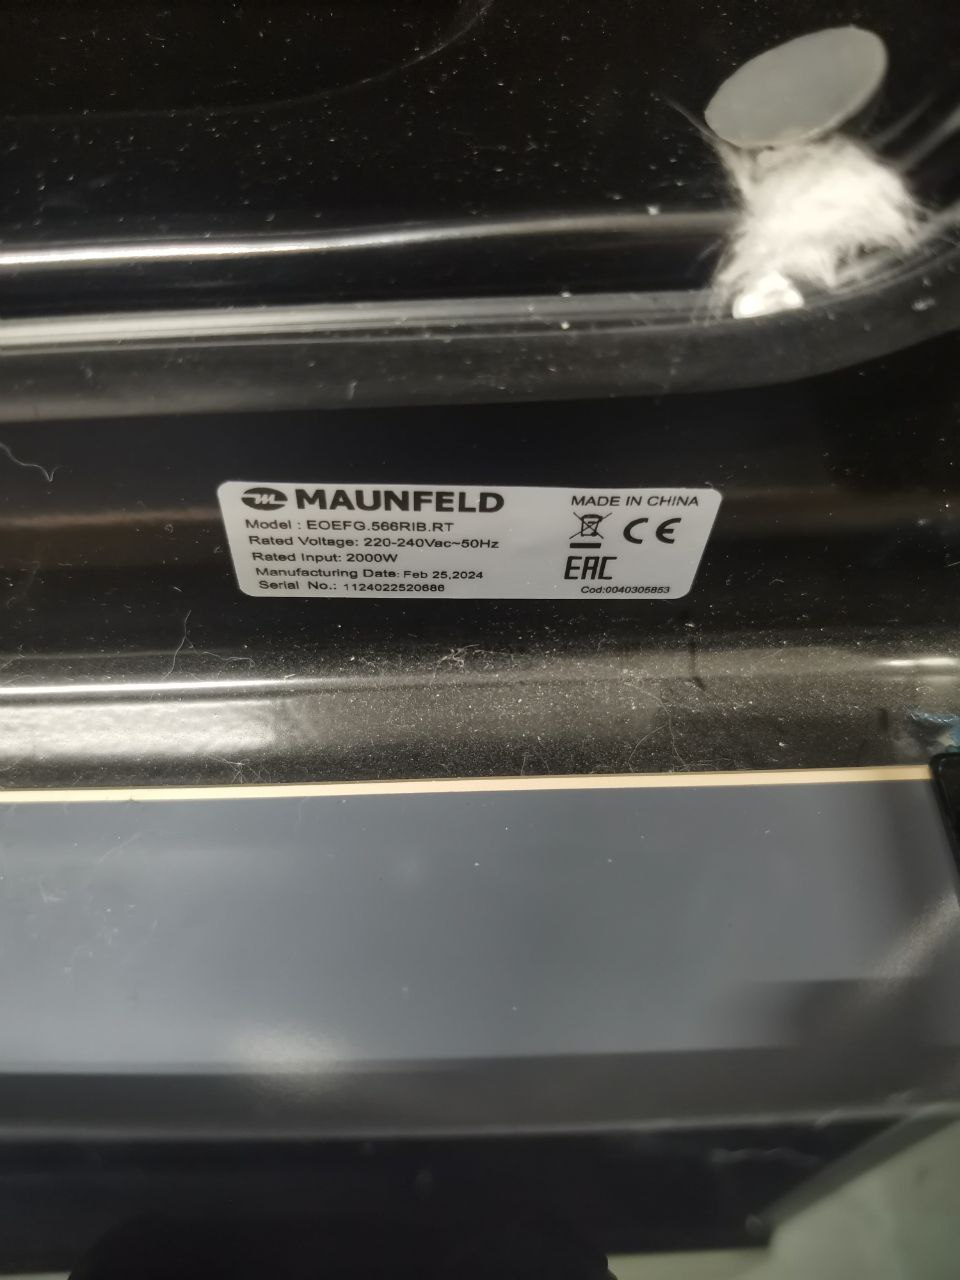 MAUNFELD
Model : EOEFG.566RIB.RT
Rated Voltage: 220-240Vac~50Hz
Rated Input: 2000W
Manufacturing Date: Feb 25,2024
Serial No.: 1124022520686
MADE IN CHINA
CE
EAC
Cod:0040305853